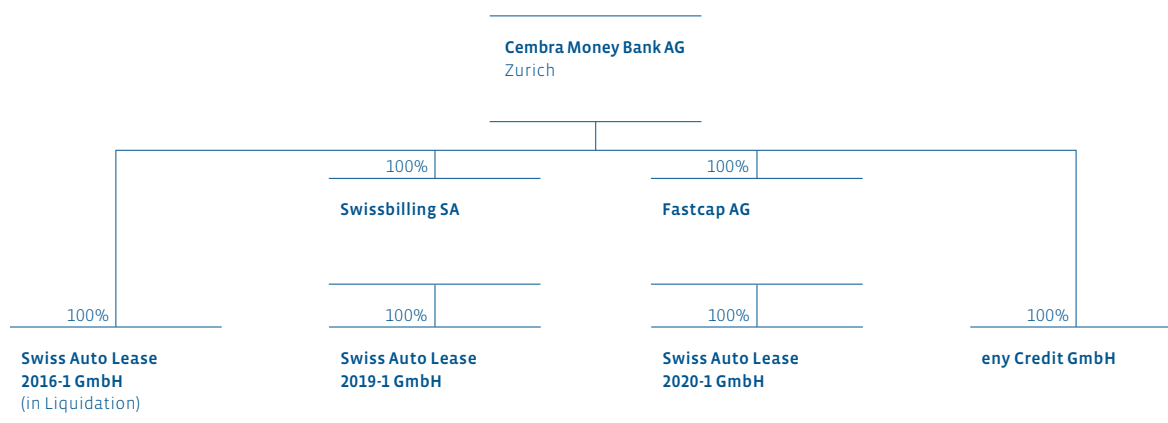 Cembra Money Bank AG
Zurich
100%
100%
Swissbilling SA
Fastcap AG
100%
100%
100%
100%
Swiss Auto Lease
2016-1 GmbH
(in Liquidation)
Swiss Auto Lease
2019-1 GmbH
Swiss Auto Lease
2020-1 GmbH
eny Credit GmbH